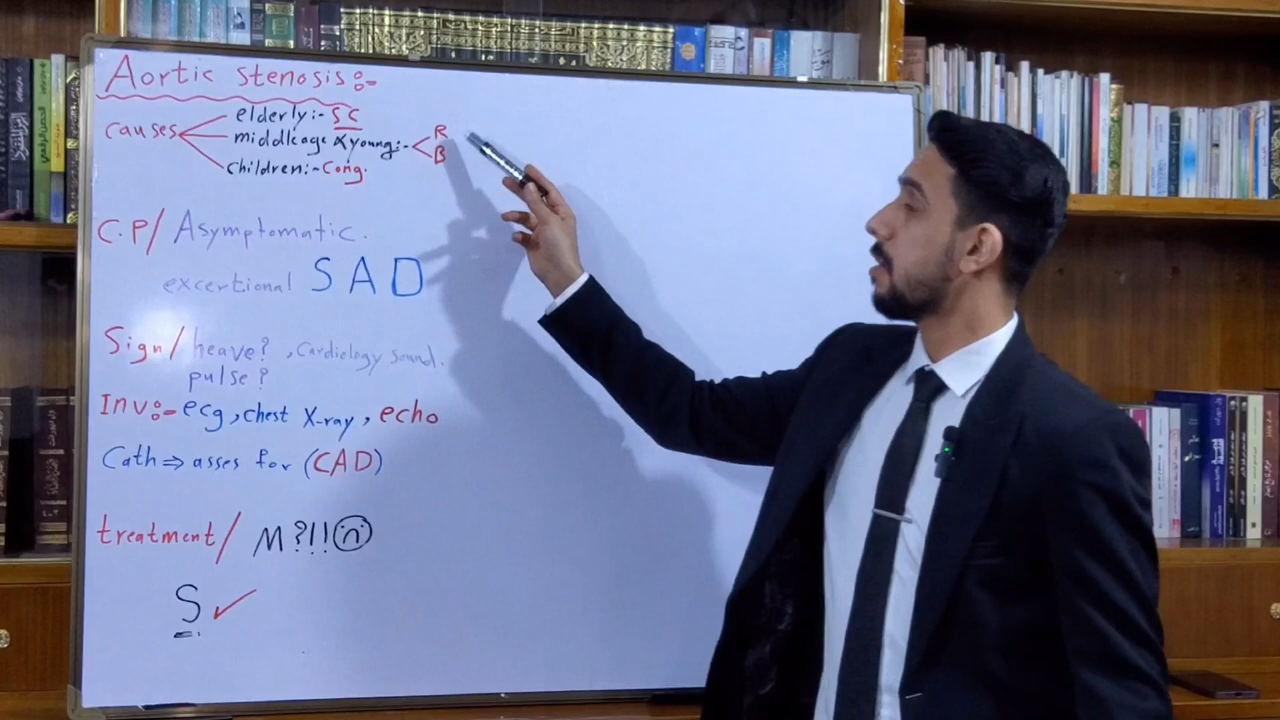 Aortic stenosis:-
causes
elderly:- SC
middleage & young:- R
B
children:- Cong.
C.P/ Asymptomatic.
excertional SAD
Sign/ heave? , Cardiology sound.
pulse?
Inv:- ecg, chest X-ray, echo
Cath ⇒ asses for (CAD)
treatment/ M?!!
S ✓